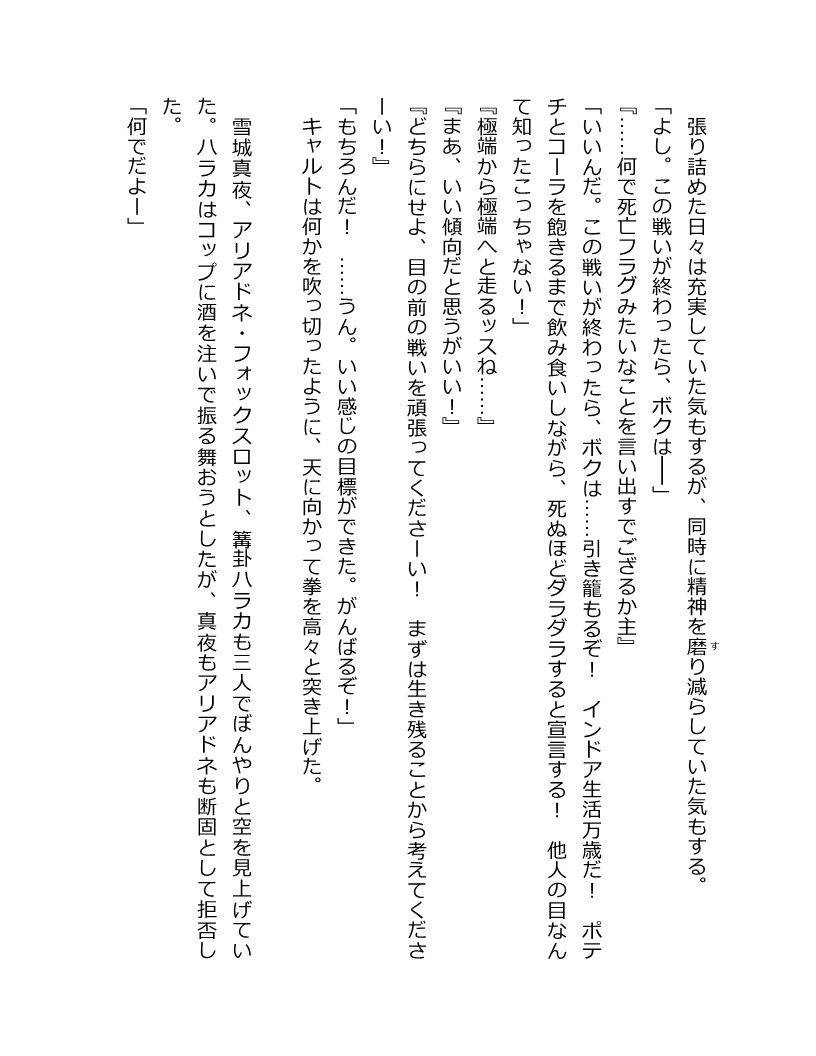 張り詰めた日々は充実していた気もするが、同時に精神を磨り減らしていた気もする。
「よし。この戦いが終わったら、ボクは――」
『……何で死亡フラグみたいなことを言い出すでござるか主』
「いいんだ。この戦いが終わったら、ボクは……引き籠もるぞ！　インドア生活万歳だ！　ポテ
チとコーラを飽きるまで飲み食いしながら、死ぬほどダラダラすると宣言する！　他人の目なん
て知ったこっちゃない！」
『極端から極端へと走るッスね……』
『まあ、いい傾向だと思うがいい！』
『どちらにせよ、目の前の戦いを頑張ってくださーい！　まずは生き残ることから考えてくださ
ーい！』
「もちろんだ！　……うん。いい感じの目標ができた。がんばるぞ！」
　キャルトは何かを吹っ切ったように、天に向かって拳を高々と突き上げた。
　雪城真夜、アリアドネ・フォックスロット、篝卦ハラカも三人でぼんやりと空を見上げてい
た。ハラカはコップに酒を注いで振る舞おうとしたが、真夜もアリアドネも断固として拒否し
た。
「何でだよー」
す